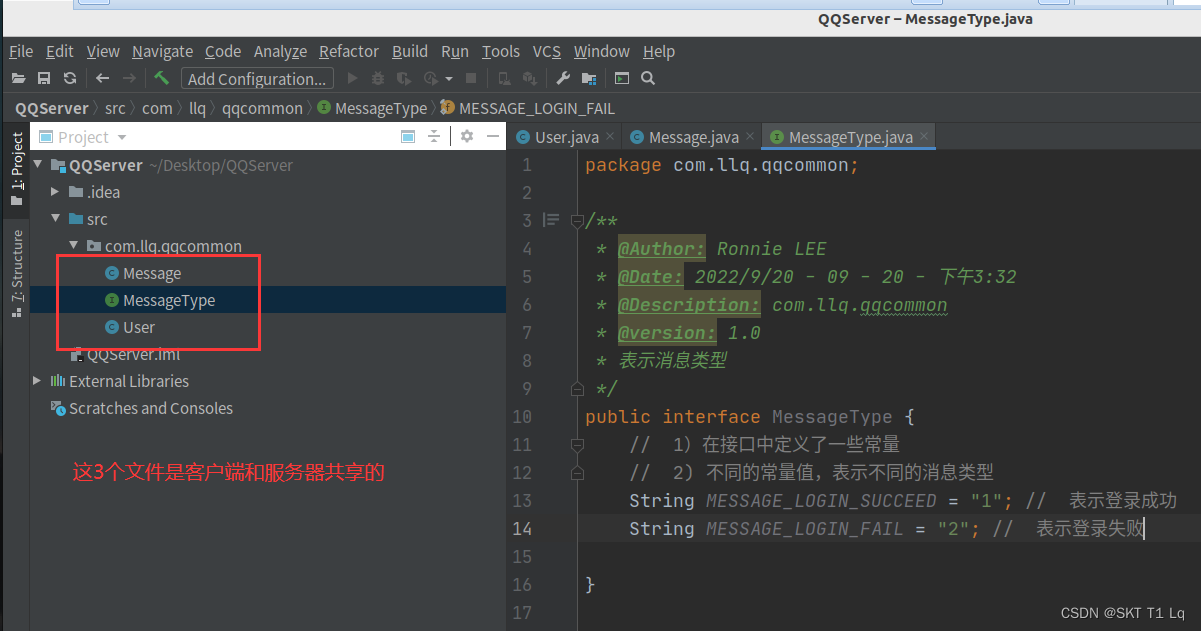 QQServer – MessageType.java
File Edit View Navigate Code Analyze Refactor Build Run Tools VCS Window Help
Add Configuration...
QQServer src com llq qqcommon MessageType MESSAGE_LOGIN_FAIL
1: Project
7: Structure
Project
QQServer ~/Desktop/QQServer
.idea
src
com.llq.qqcommon
Message
MessageType
User
QQServer.iml
External Libraries
Scratches and Consoles
这3个文件是客户端和服务器共享的
User.java Message.java MessageType.java
1 package com.llq.qqcommon;
2
3 /**
4 * @Author: Ronnie LEE
5 * @Date: 2022/9/20 - 09 - 20 - 下午3:32
6 * @Description: com.llq.qqcommon
7 * @version: 1.0
8 * 表示消息类型
9 */
10 public interface MessageType {
11 // 1）在接口中定义了一些常量
12 // 2）不同的常量值，表示不同的消息类型
13 String MESSAGE_LOGIN_SUCCEED = "1"; // 表示登录成功
14 String MESSAGE_LOGIN_FAIL = "2"; // 表示登录失败
15
16 }
17
CSDN @SKT T1 Lq